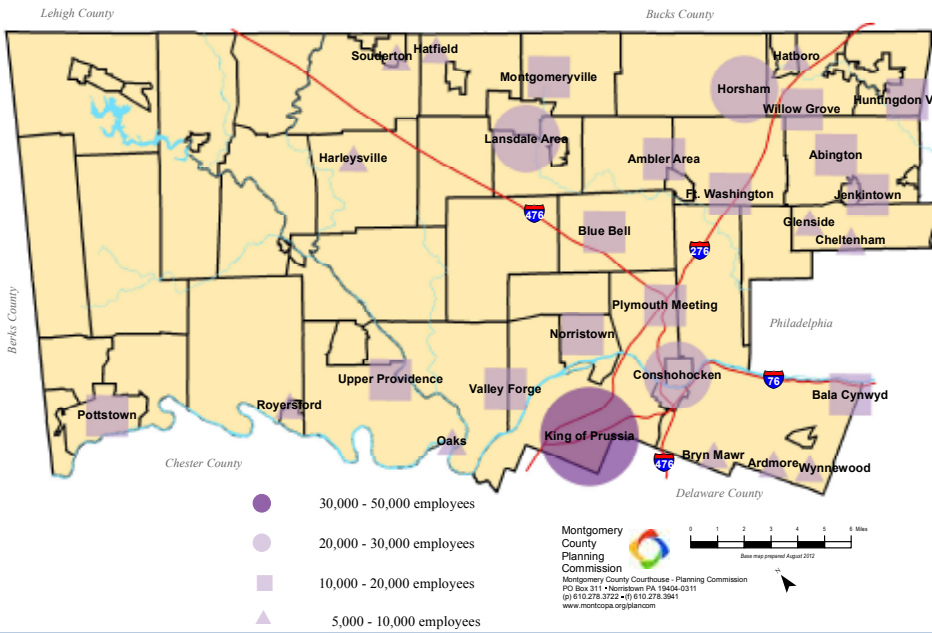 Lehigh County
Bucks County
Souderton
Hatfield
Hatboro
Montgomeryville
Horsham
Huntingdon V
Willow Grove
Lansdale Area
Harleysville
Ambler Area
Abington
Ft. Washington
Jenkintown
476
Glenside
Blue Bell
Cheltenham
276
Plymouth Meeting
Berks County
Philadelphia
Norristown
Conshohocken
Upper Providence
76
Valley Forge
Bala Cynwyd
Royersford
Pottstown
King of Prussia
Oaks
Bryn Mawr
Chester County
476
Ardmore
Wynnewood
Delaware County
30,000 - 50,000 employees
20,000 - 30,000 employees
10,000 - 20,000 employees
5,000 - 10,000 employees
Montgomery
County
Planning
Commission
Montgomery County Courthouse - Planning Commission
PO Box 311 • Norristown PA 19404-0311
(p) 610.278.3722 • (f) 610.278.3941
www.montcopa.org/plancom
0 1 2 3 4 5 6 Miles
Base map prepared August 2012
N